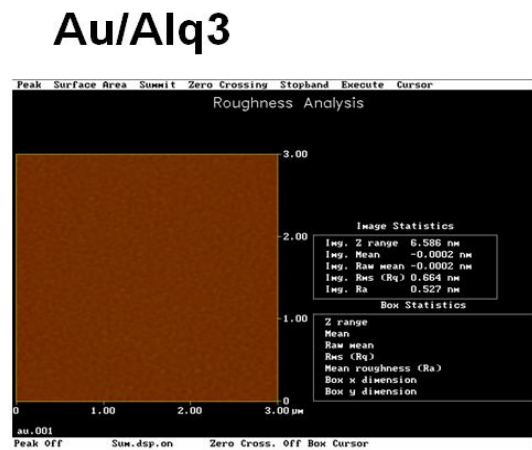 Au/Alq3
Peak Surface Area Summit Zero Crossing Stopband Execute Cursor
Roughness Analysis
3.00
2.00
1.00
0
0 1.00 2.00 3.00 µm
Image Statistics
Img. Z range 6.586 nm
Img. Mean -0.0002 nm
Img. Raw mean -0.0002 nm
Img. Rms (Rq) 0.664 nm
Img. Ra 0.527 nm
Box Statistics
Z range
Mean
Raw mean
Rms (Rq)
Mean roughness (Ra)
Box x dimension
Box y dimension
au.001
Peak Off Sum.dsp.on Zero Cross. Off Box Cursor